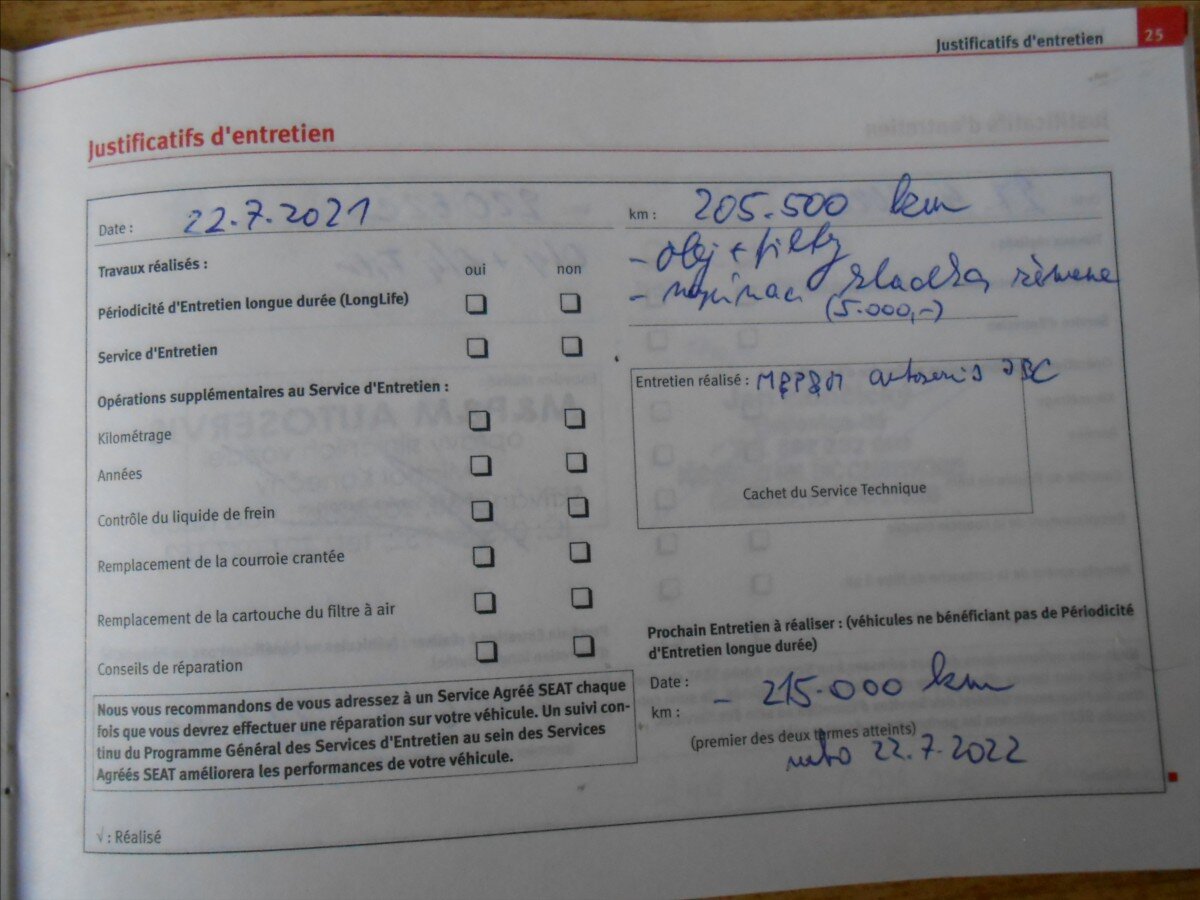 Justificatifs d'entretien 25
Justificatifs d'entretien
Date : 22.7.2021
km : 205.500 km
- olej + filtry
- napínací kladka, řemene
(5.000,-)
Travaux réalisés :
oui non
Périodicité d'Entretien longue durée (LongLife)
Service d'Entretien
Opérations supplémentaires au Service d'Entretien :
Kilométrage
Années
Contrôle du liquide de frein
Remplacement de la courroie crantée
Remplacement de la cartouche du filtre à air
Conseils de réparation
Nous vous recommandons de vous adressez à un Service Agréé SEAT chaque
fois que vous devrez effectuer une réparation sur votre véhicule. Un suivi con-
tinu du Programme Général des Services d'Entretien au sein des Services
Agréés SEAT améliorera les performances de votre véhicule.
√ : Réalisé
Entretien réalisé : autoservis JBC
Cachet du Service Technique
Prochain Entretien à réaliser : (véhicules ne bénéficiant pas de Périodicité
d'Entretien longue durée)
Date :
km : - 215.000 km
(premier des deux termes atteints)
nebo 22.7.2022